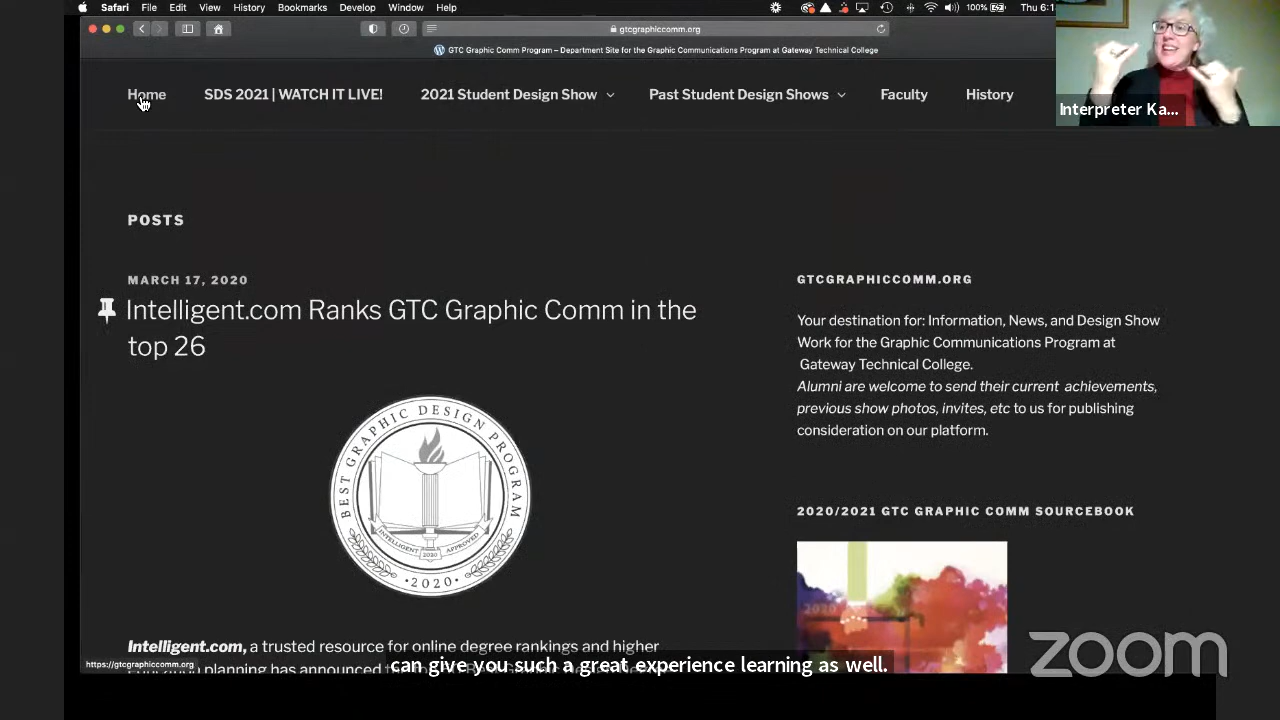 Safari File Edit View History Bookmarks Develop Window Help 100% Thu 6:1
gtcgraphiccomm.org
GTC Graphic Comm Program – Department Site for the Graphic Communications Program at Gateway Technical College
Home SDS 2021 | WATCH IT LIVE! 2021 Student Design Show Past Student Design Shows Faculty History
Interpreter Ka...
POSTS
MARCH 17, 2020
Intelligent.com Ranks GTC Graphic Comm in the
top 26
BEST GRAPHIC DESIGN PROGRAM
INTELLIGENT 2020 APPROVED
• 2020 •
Intelligent.com, a trusted resource for online degree rankings and higher
planning has announced
GTCGRAPHICCOMM.ORG
Your destination for: Information, News, and Design Show
Work for the Graphic Communications Program at
Gateway Technical College.
Alumni are welcome to send their current achievements,
previous show photos, invites, etc to us for publishing
consideration on our platform.
2020/2021 GTC GRAPHIC COMM SOURCEBOOK
https://gtcgraphiccomm.org
can give you such a great experience learning as well.
zoom